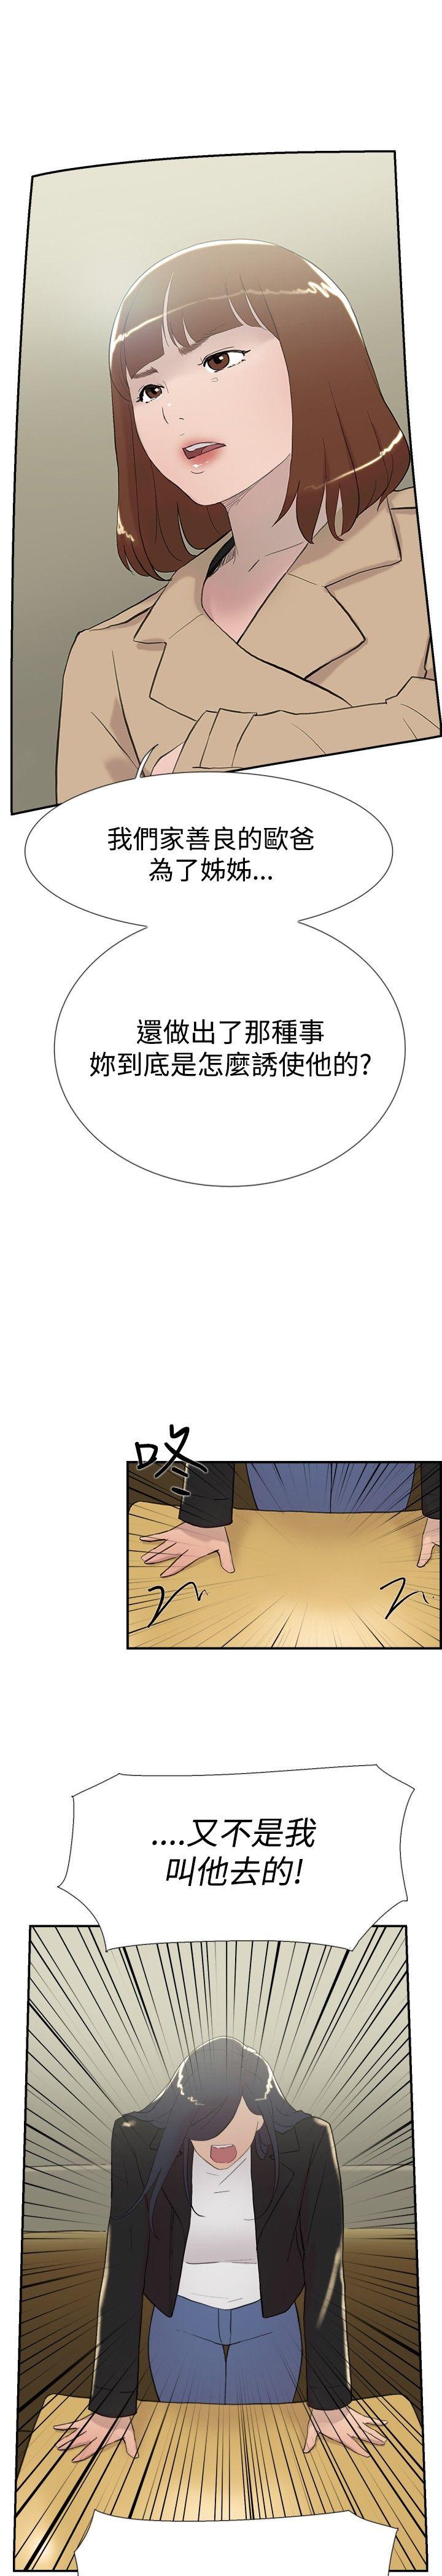 我們家善良的歐爸
為了姊姊...
還做出了那種事
妳到底是怎麼誘使他的?
咚
....又不是我
叫他去的!